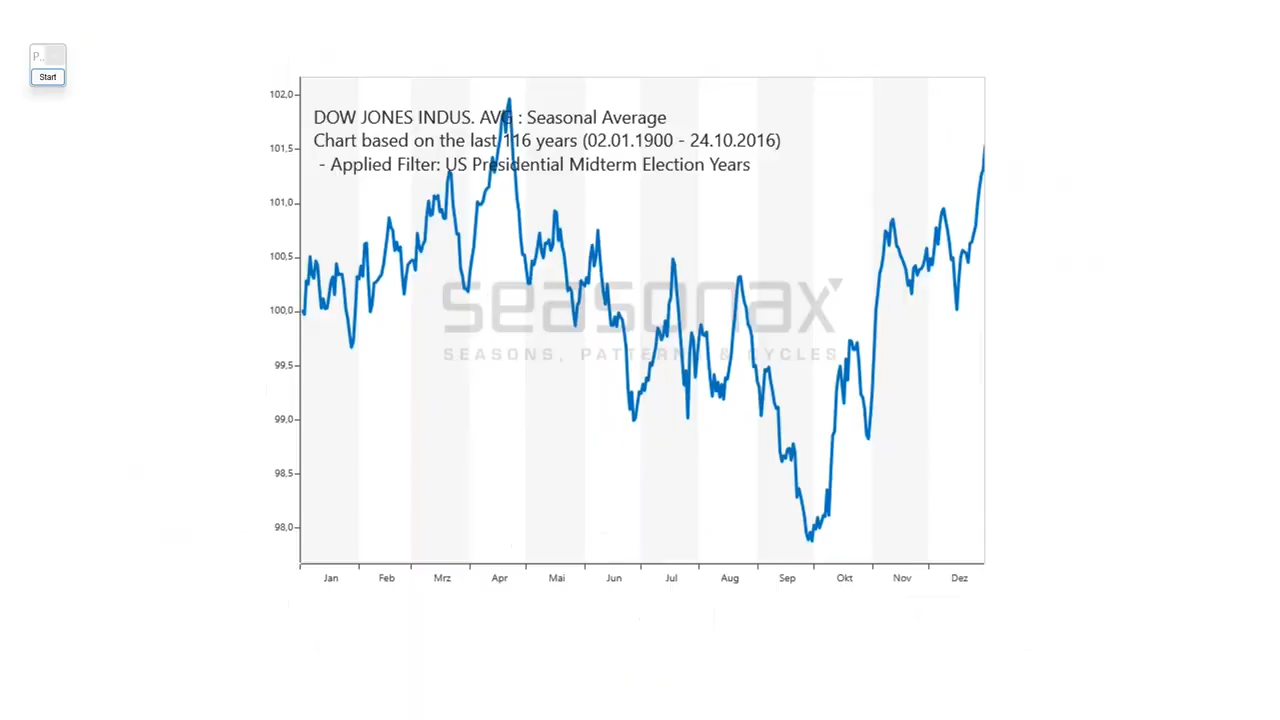 P..
Start
DOW JONES INDUS. AVG : Seasonal Average
Chart based on the last 116 years (02.01.1900 - 24.10.2016)
- Applied Filter: US Presidential Midterm Election Years
102,0
101,5
101,0
100,5
100,0
99,5
99,0
98,5
98,0
seasonax
SEASONS, PATTERNS & CYCLES
Jan Feb Mrz Apr Mai Jun Jul Aug Sep Okt Nov Dez